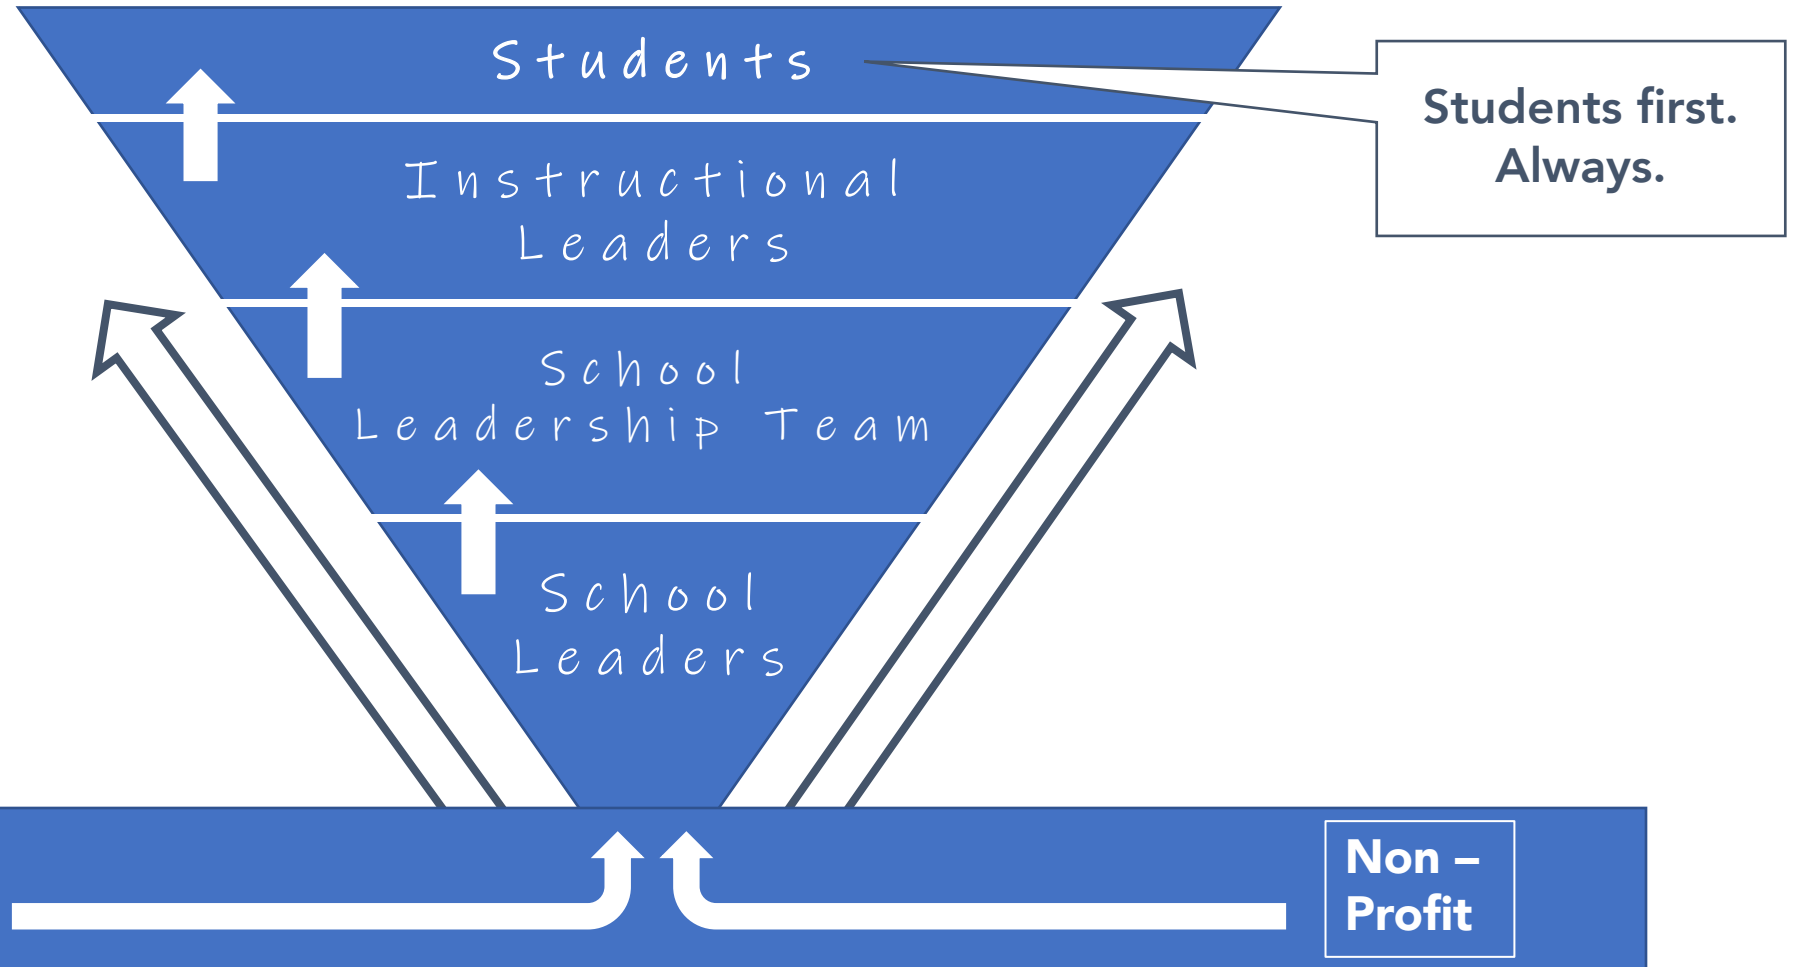 Students
Students first.
Always.
Instructional
Leaders
School
Leadership Team
School
Leaders
Non –
Profit